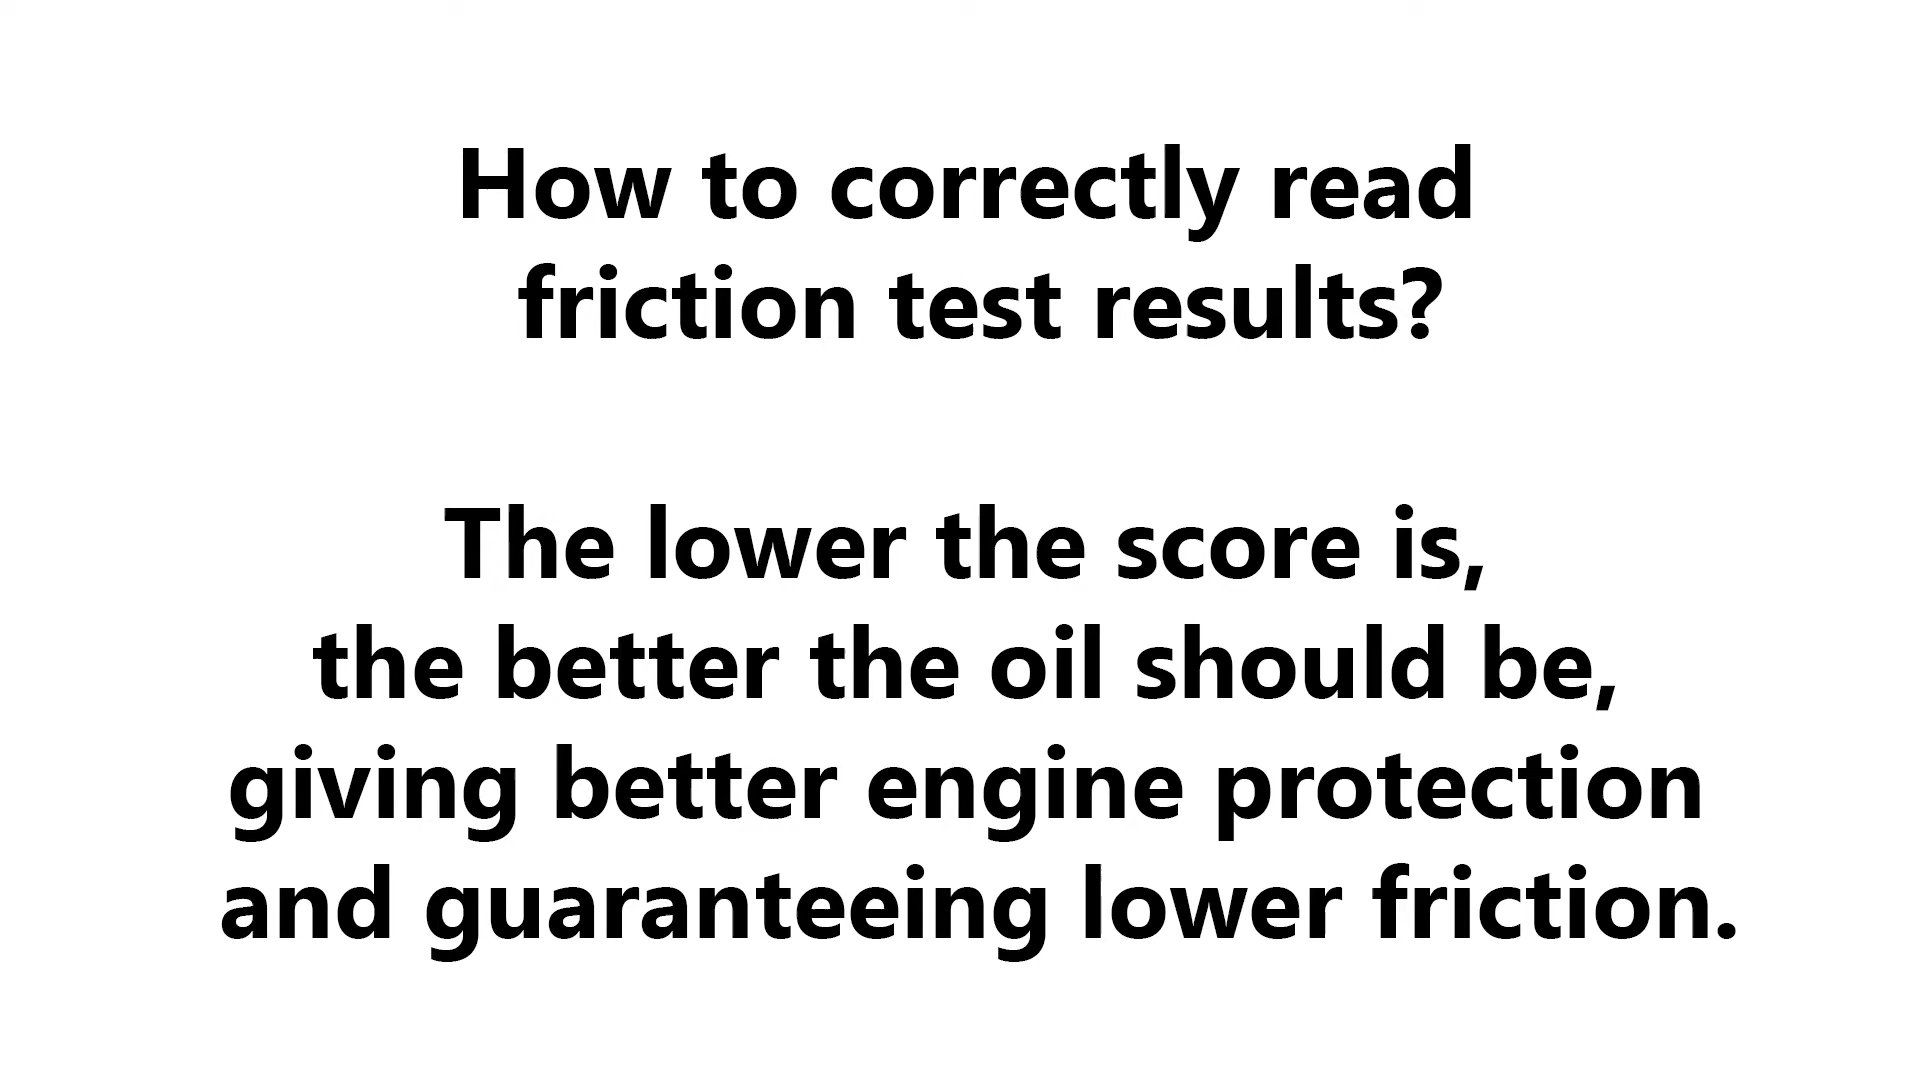 How to correctly read
friction test results?
The lower the score is,
the better the oil should be,
giving better engine protection
and guaranteeing lower friction.